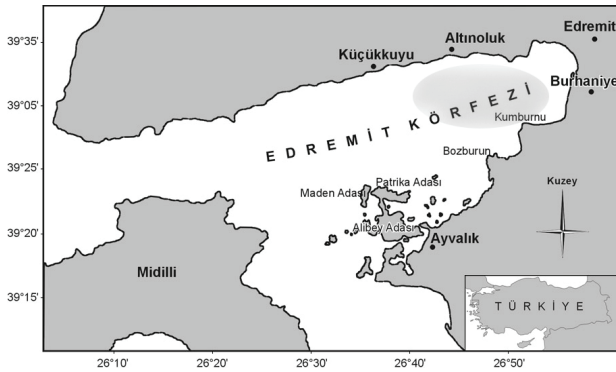 39°35'
39°05'
39°25'
39°20'
39°15'
Edremit
Altınoluk
Küçükkuyu
Burhaniye
EDREMİT KÖRFEZİ
Kumburnu
Bozburun
Patrika Adası
Maden Adası
Kuzey
Alibey Adası
Ayvalık
Midilli
TÜRKİYE
26°10'
26°20'
26°30'
26°40'
26°50'